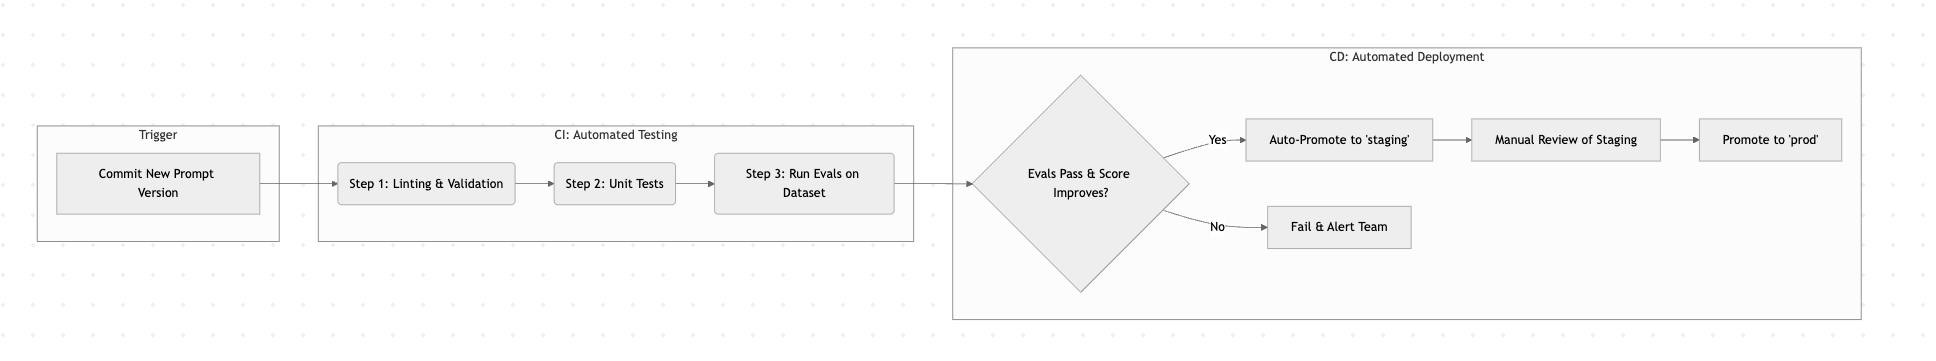 Trigger
Commit New Prompt
Version
CI: Automated Testing
Step 1: Linting & Validation
Step 2: Unit Tests
Step 3: Run Evals on
Dataset
CD: Automated Deployment
Evals Pass & Score
Improves?
Yes
Auto-Promote to 'staging'
Manual Review of Staging
Promote to 'prod'
No
Fail & Alert Team